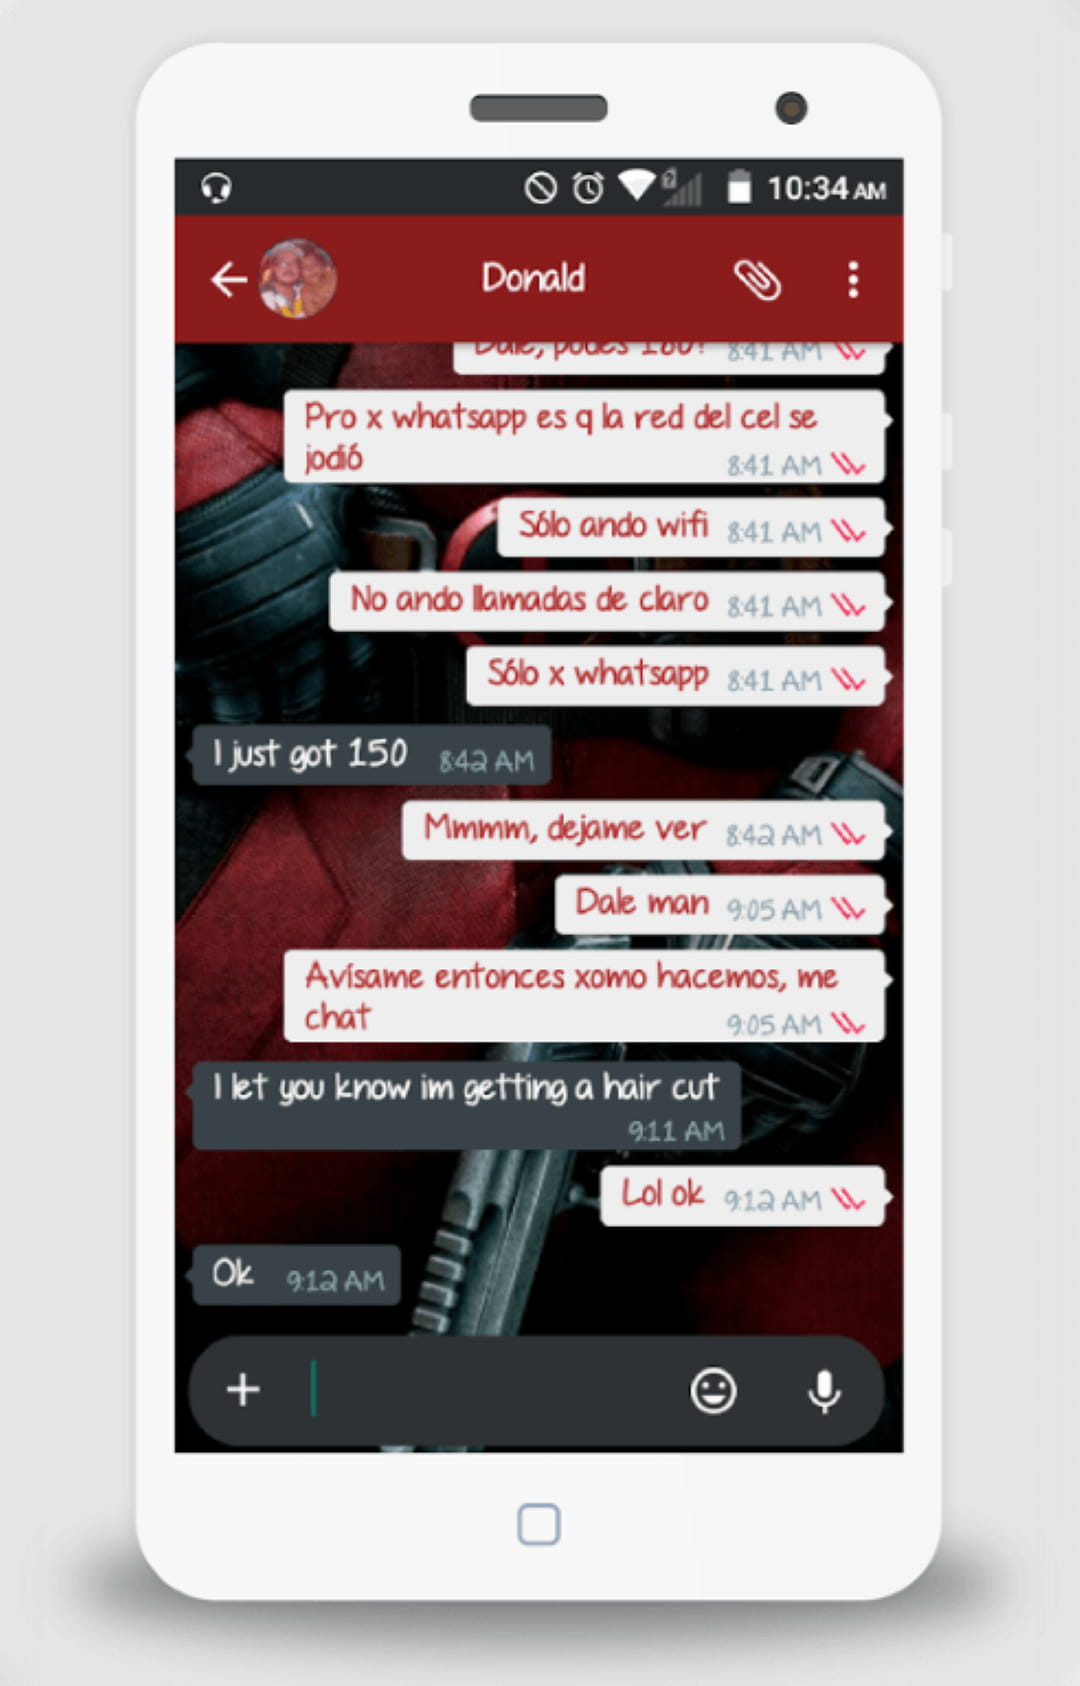 10:34 AM
Donald
Dale, podés 180? 8:41 AM
Pro x whatsapp es q la red del cel se
jodió 8:41 AM
Sólo ando wifi 8:41 AM
No ando llamadas de claro 8:41 AM
Sólo x whatsapp 8:41 AM
I just got 150 8:42 AM
Mmmm, dejame ver 8:42 AM
Dale man 9:05 AM
Avísame entonces xomo hacemos, me
chat 9:05 AM
I let you know im getting a hair cut
9:11 AM
Lol ok 9:12 AM
Ok 9:12 AM